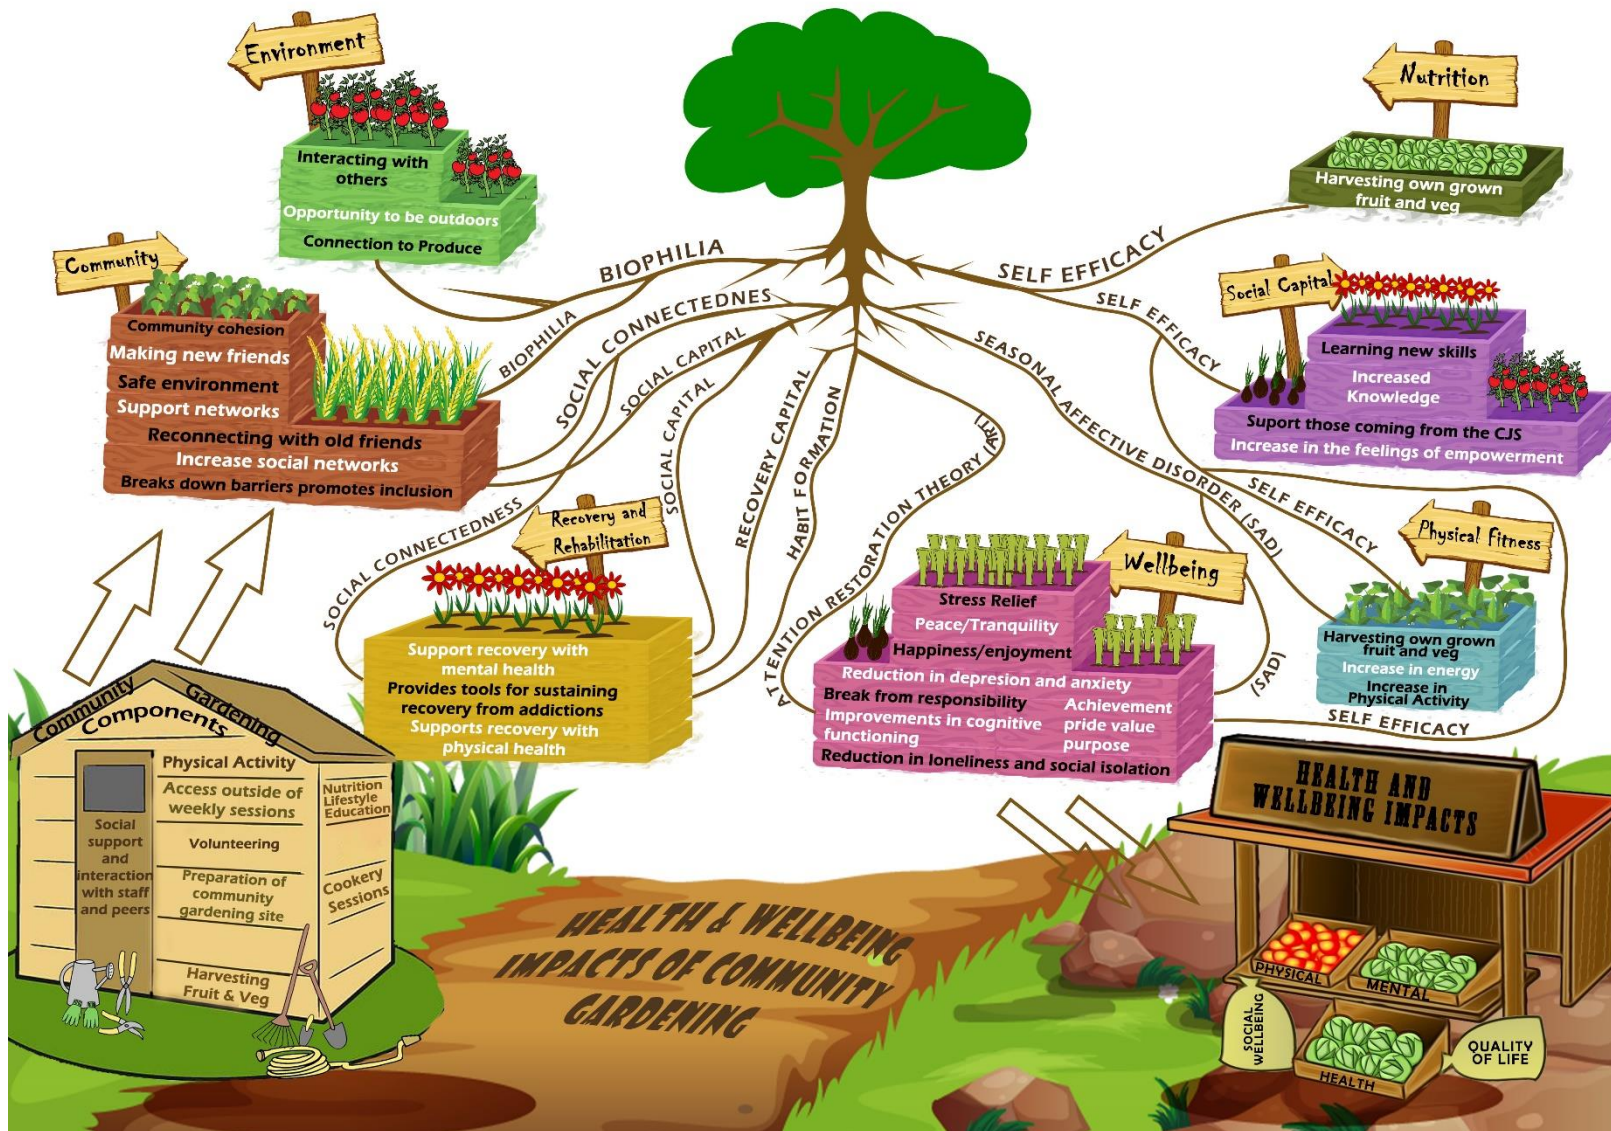 Environment
Interacting with
others
Opportunity to be outdoors
Connection to Produce
Nutrition
Harvesting own grown
fruit and veg
Community
Community cohesion
Making new friends
Safe environment
Support networks
Reconnecting with old friends
Increase social networks
Breaks down barriers promotes inclusion
Social Capital
Learning new skills
Increased
Knowledge
Suport those coming from the CJS
Increase in the feelings of empowerment
BIOPHILIA
BIOPHILIA
SOCIAL CONNECTEDNES
SOCIAL CAPITAL
SOCIAL CAPITAL
SOCIAL CONNECTEDNESS
RECOVERY CAPITAL
HABIT FORMATION
ATTENTION RESTORATION THEORY (ART)
SEASONAL AFFECTIVE DISORDER (SAD)
(SAD)
SELF EFFICACY
SELF EFFICACY
SELF EFFICACY
SELF EFFICACY
Recovery and
Rehabilitation
Support recovery with
mental health
Provides tools for sustaining
recovery from addictions
Supports recovery with
physical health
Wellbeing
Stress Relief
Peace/Tranquility
Happiness/enjoyment
Reduction in depresion and anxiety
Break from responsibility
Improvements in cognitive
functioning
Achievement
pride value
purpose
Reduction in loneliness and social isolation
Physical Fitness
Harvesting own grown
fruit and veg
Increase in energy
Increase in
Physical Activity
Community Gardening
Components
Physical Activity
Access outside of
weekly sessions
Volunteering
Preparation of
community
gardening site
Harvesting
Fruit & Veg
Social
support
and
interaction
with staff
and peers
Nutrition
Lifestyle
Education
Cookery
Sessions
HEALTH & WELLBEING
IMPACTS OF COMMUNITY
GARDENING
HEALTH AND
WELLBEING IMPACTS
PHYSICAL
MENTAL
SOCIAL
WELLBEING
HEALTH
QUALITY
OF LIFE